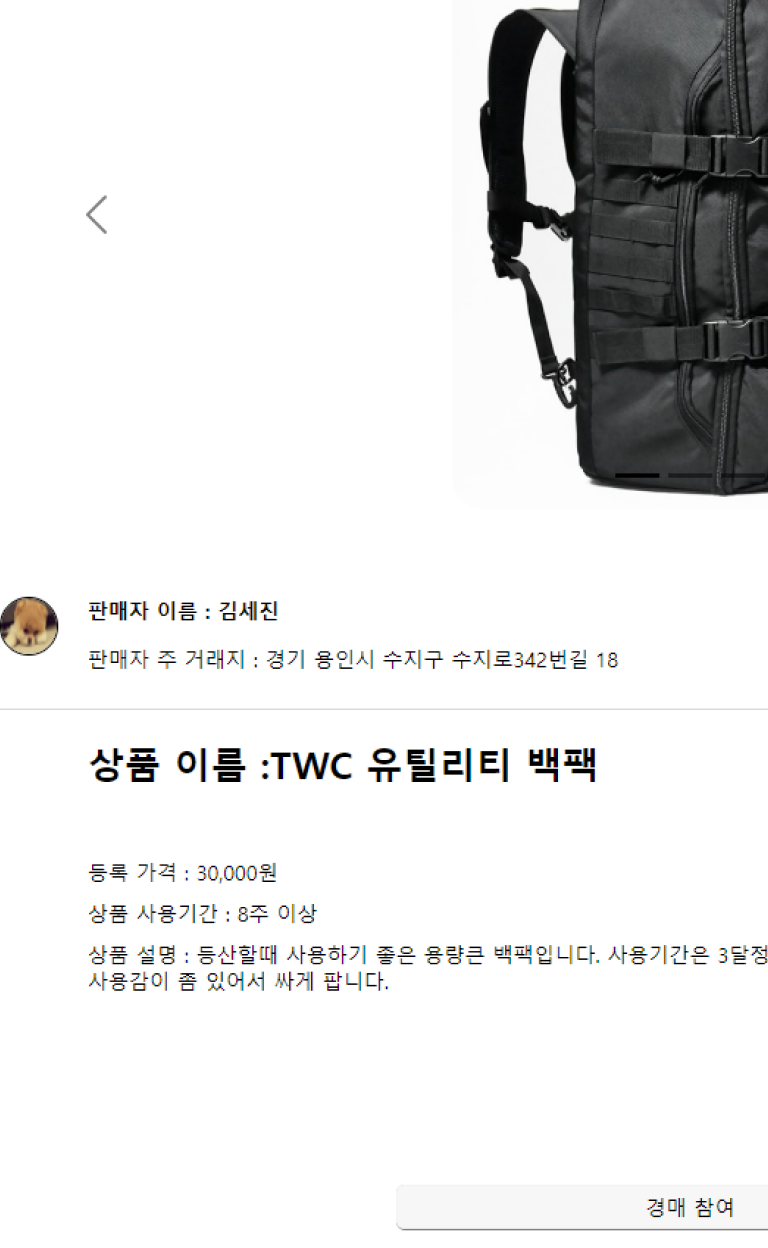 판매자 이름 : 김세진
판매자 주 거래지 : 경기 용인시 수지구 수지로342번길 18
상품 이름 :TWC 유틸리티 백팩
등록 가격 : 30,000원
상품 사용기간 : 8주 이상
상품 설명 : 등산할때 사용하기 좋은 용량큰 백팩입니다. 사용기간은 3달정
사용감이 좀 있어서 싸게 팝니다.
경매 참여